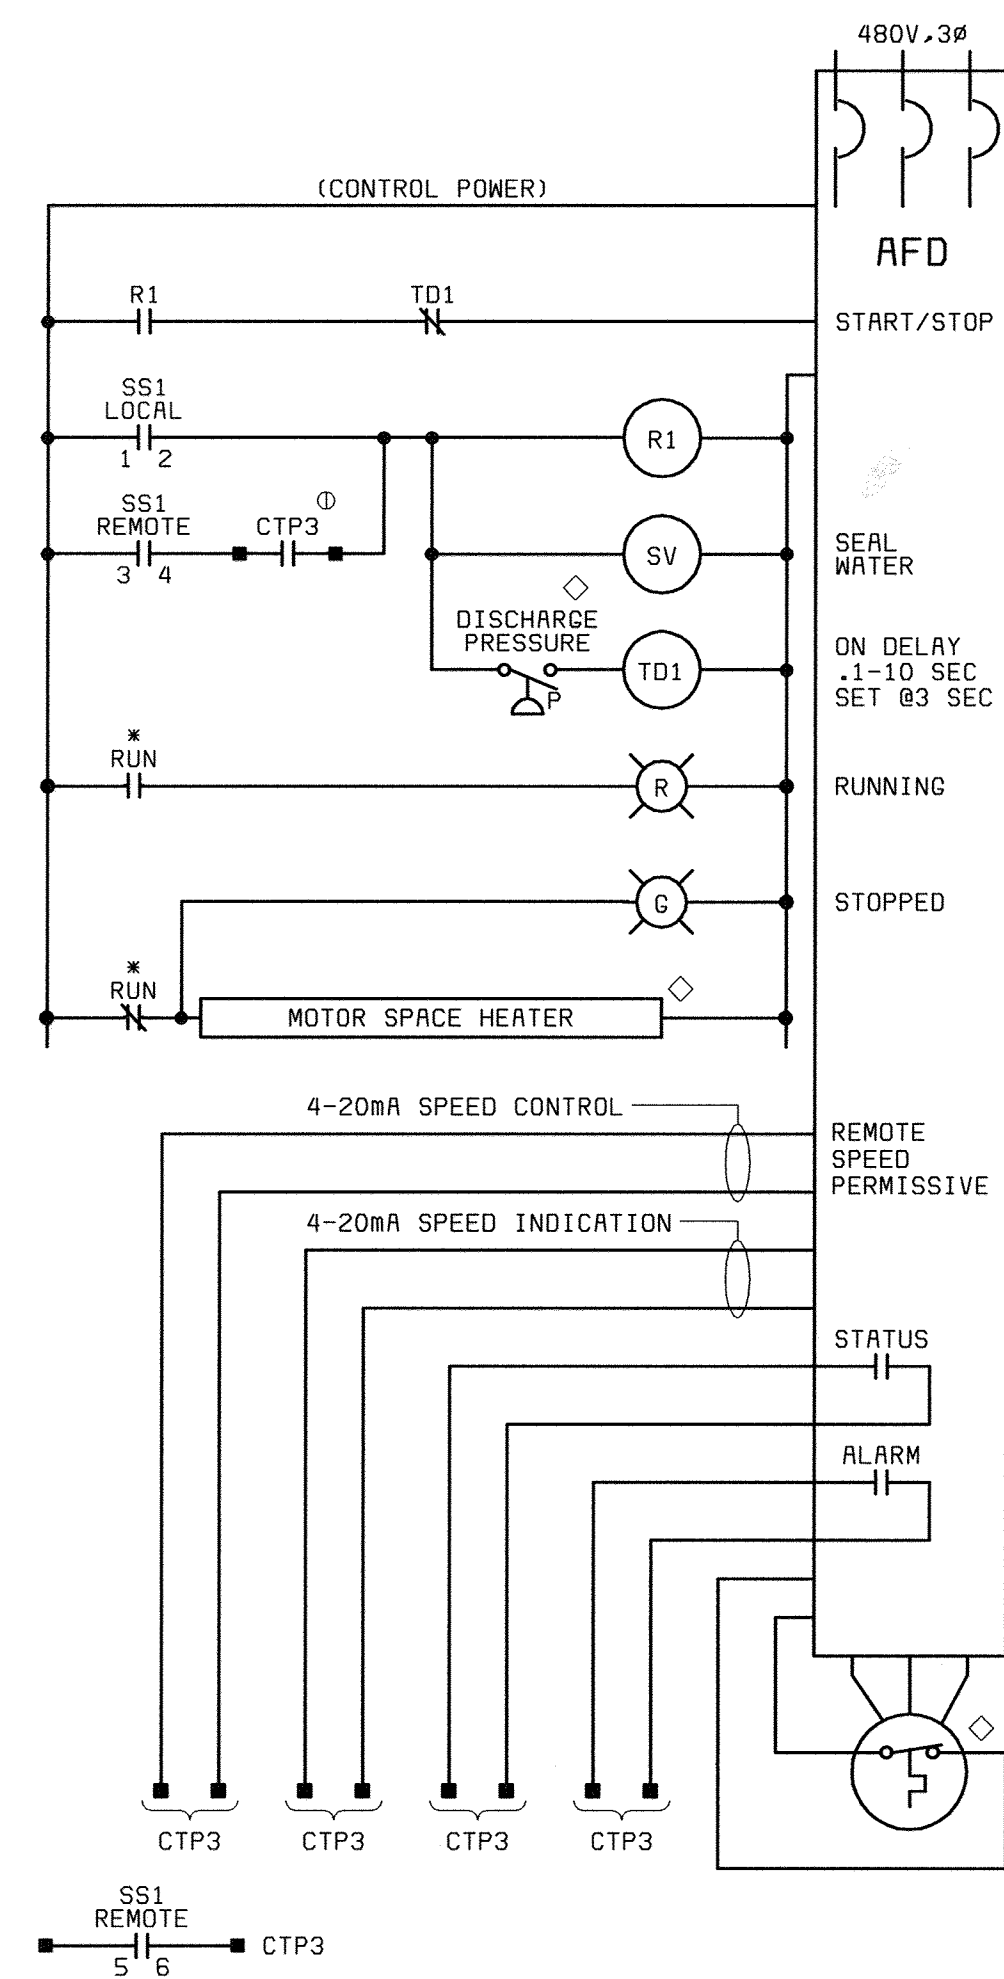 480V,3Ø
(CONTROL POWER)
AFD
R1
TD1
START/STOP
SS1
LOCAL
1 2
R1
SS1
REMOTE
3 4
CTP3
SV
SEAL
WATER
DISCHARGE
PRESSURE
P
TD1
ON DELAY
.1-10 SEC
SET @3 SEC
*
RUN
R
RUNNING
G
STOPPED
*
RUN
MOTOR SPACE HEATER
4-20mA SPEED CONTROL
REMOTE
SPEED
PERMISSIVE
4-20mA SPEED INDICATION
STATUS
ALARM
CTP3 CTP3 CTP3 CTP3
SS1
REMOTE
5 6
CTP3